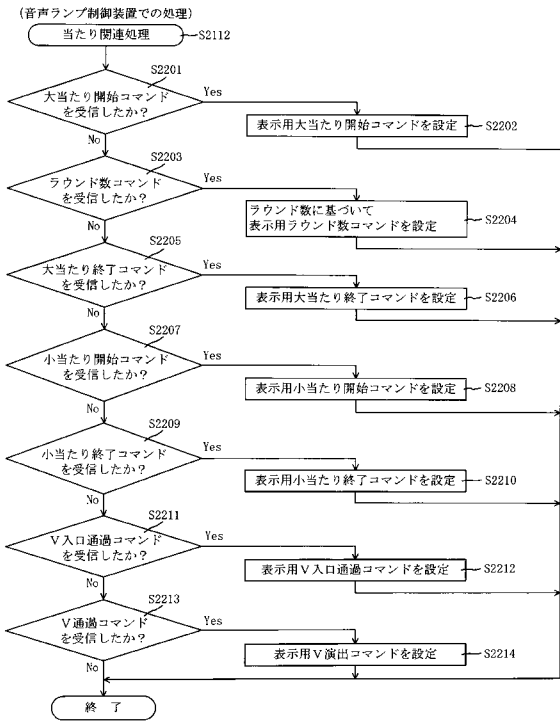 (音声ランプ制御装置での処理)
当たり関連処理
S2112
S2201
大当たり開始コマンド
を受信したか？
Yes
No
表示用大当たり開始コマンドを設定
S2202
S2203
ラウンド数コマンド
を受信したか？
Yes
No
ラウンド数に基づいて
表示用ラウンド数コマンドを設定
S2204
S2205
大当たり終了コマンド
を受信したか？
Yes
No
表示用大当たり終了コマンドを設定
S2206
S2207
小当たり開始コマンド
を受信したか？
Yes
No
表示用小当たり開始コマンドを設定
S2208
S2209
小当たり終了コマンド
を受信したか？
Yes
No
表示用小当たり終了コマンドを設定
S2210
S2211
V入口通過コマンド
を受信したか？
Yes
No
表示用V入口通過コマンドを設定
S2212
S2213
V通過コマンド
を受信したか？
Yes
No
表示用V演出コマンドを設定
S2214
終 了